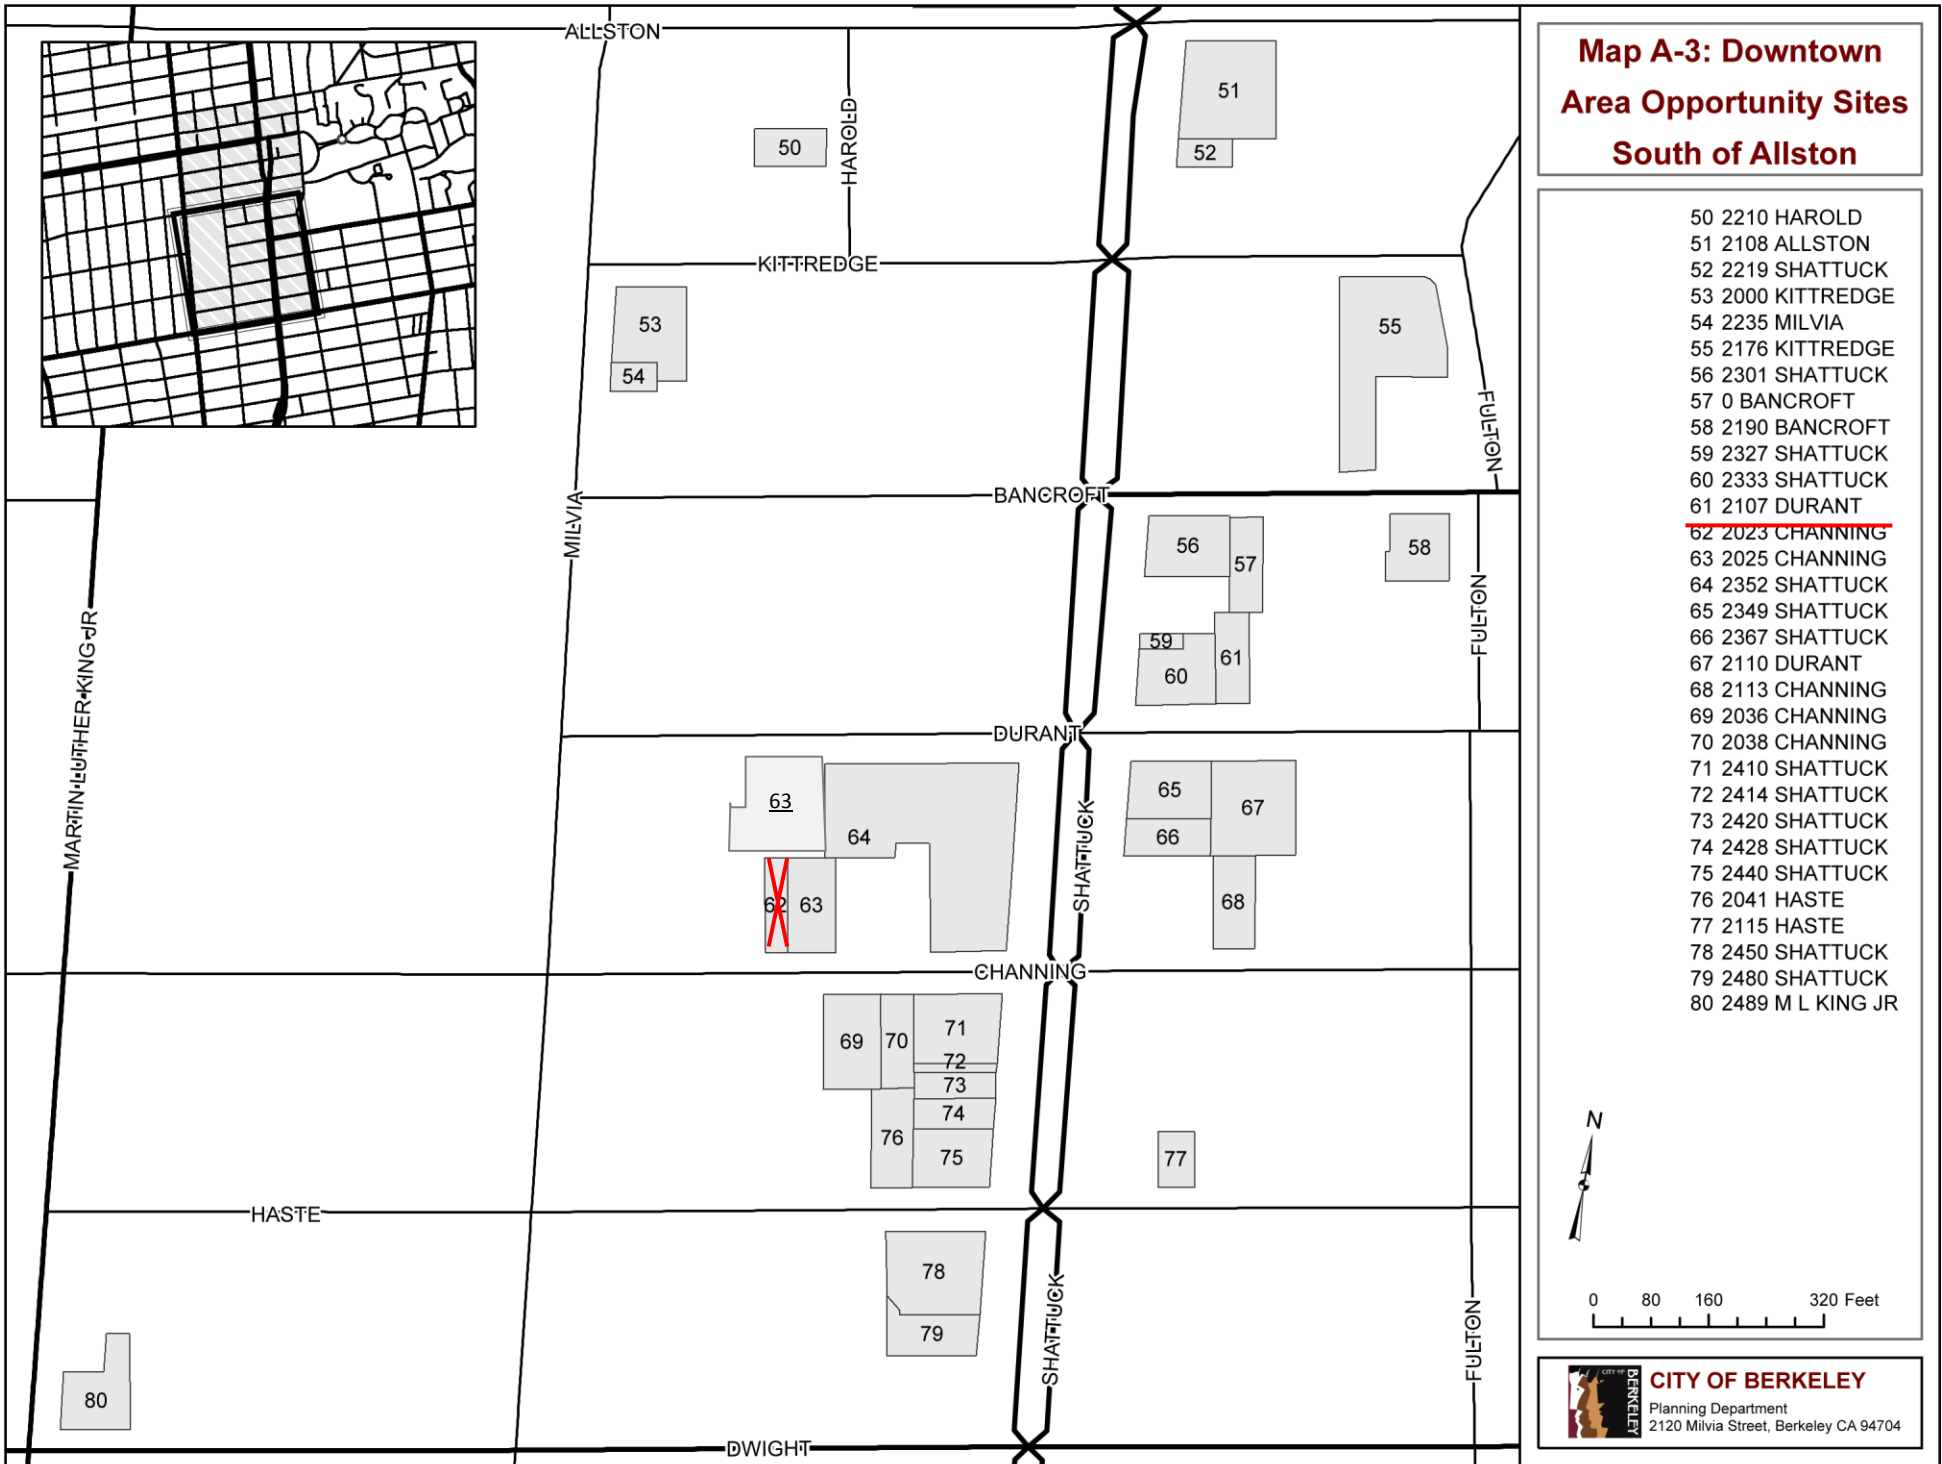 ALLSTON
51
HAROLD
50
52
KITTREDGE
53
55
54
FULTON
BANCROFT
MILVIA
56
58
57
FULTON
59
61
60
MARTIN LUTHER KING JR
DURANT
65
63
67
64
66
SHATTUCK
62 63
68
CHANNING
71
69 70
72
73
74
76
75
77
HASTE
78
SHATTUCK
79
FULTON
80
DWIGHT
Map A-3: Downtown
Area Opportunity Sites
South of Allston
50 2210 HAROLD
51 2108 ALLSTON
52 2219 SHATTUCK
53 2000 KITTREDGE
54 2235 MILVIA
55 2176 KITTREDGE
56 2301 SHATTUCK
57 0 BANCROFT
58 2190 BANCROFT
59 2327 SHATTUCK
60 2333 SHATTUCK
61 2107 DURANT
62 2023 CHANNING
63 2025 CHANNING
64 2352 SHATTUCK
65 2349 SHATTUCK
66 2367 SHATTUCK
67 2110 DURANT
68 2113 CHANNING
69 2036 CHANNING
70 2038 CHANNING
71 2410 SHATTUCK
72 2414 SHATTUCK
73 2420 SHATTUCK
74 2428 SHATTUCK
75 2440 SHATTUCK
76 2041 HASTE
77 2115 HASTE
78 2450 SHATTUCK
79 2480 SHATTUCK
80 2489 M L KING JR
N
0 80 160 320 Feet
CITY OF
BERKELEY
CITY OF BERKELEY
Planning Department
2120 Milvia Street, Berkeley CA 94704